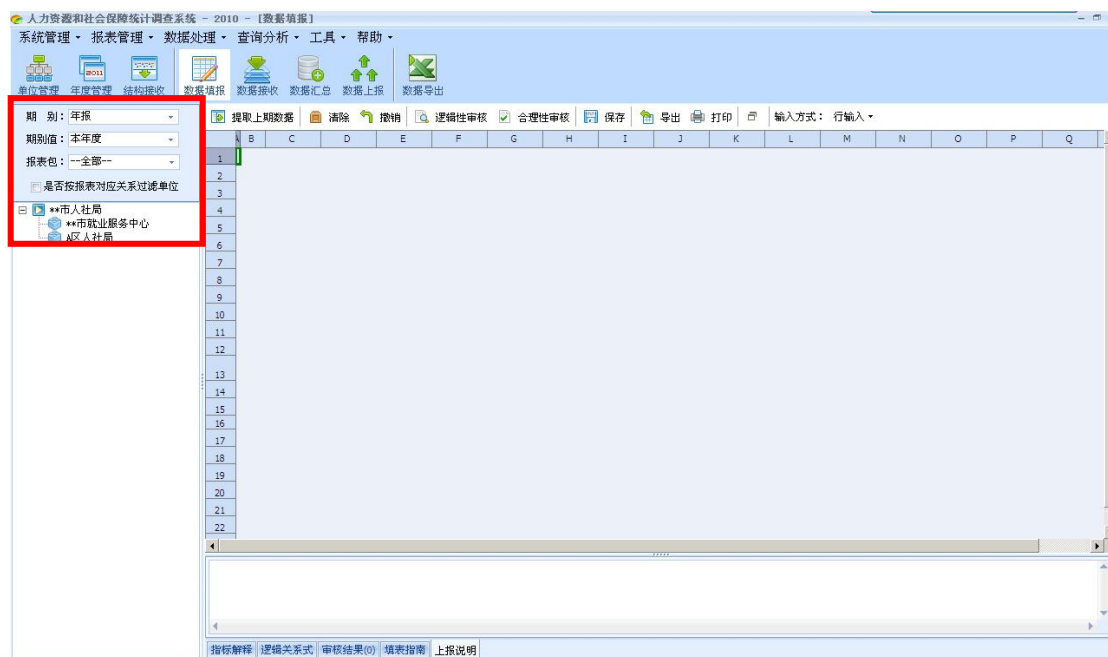 人力资源和社会保障统计调查系统 - 2010 - [数据填报]
系统管理 报表管理 数据处理 查询分析 工具 帮助
2011
单位管理 年度管理 结构接收 数据填报 数据接收 数据汇总 数据上报 数据导出
期 别: 年报
期别值: 本年度
报表包: --全部--
是否按报表对应关系过滤单位
**市人社局
**市就业服务中心
A区人社局
提取上期数据 清除 撤销 逻辑性审核 合理性审核 保存 导出 打印 输入方式: 行输入
A B C D E F G H I J K L M N O P Q
1
2
3
4
5
6
7
8
9
10
11
12
13
14
15
16
17
18
19
20
21
22
指标解释 逻辑关系式 审核结果(0) 填表指南 上报说明